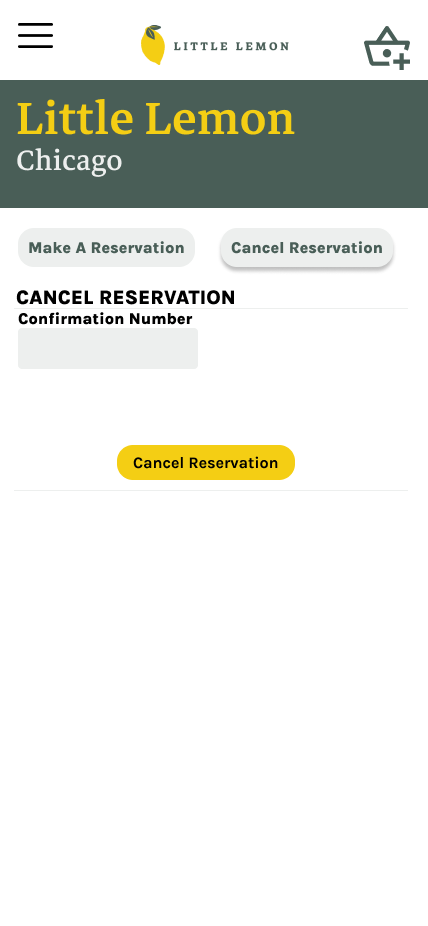 LITTLE LEMON
Little Lemon
Chicago
Make A Reservation
Cancel Reservation
CANCEL RESERVATION
Confirmation Number
Cancel Reservation